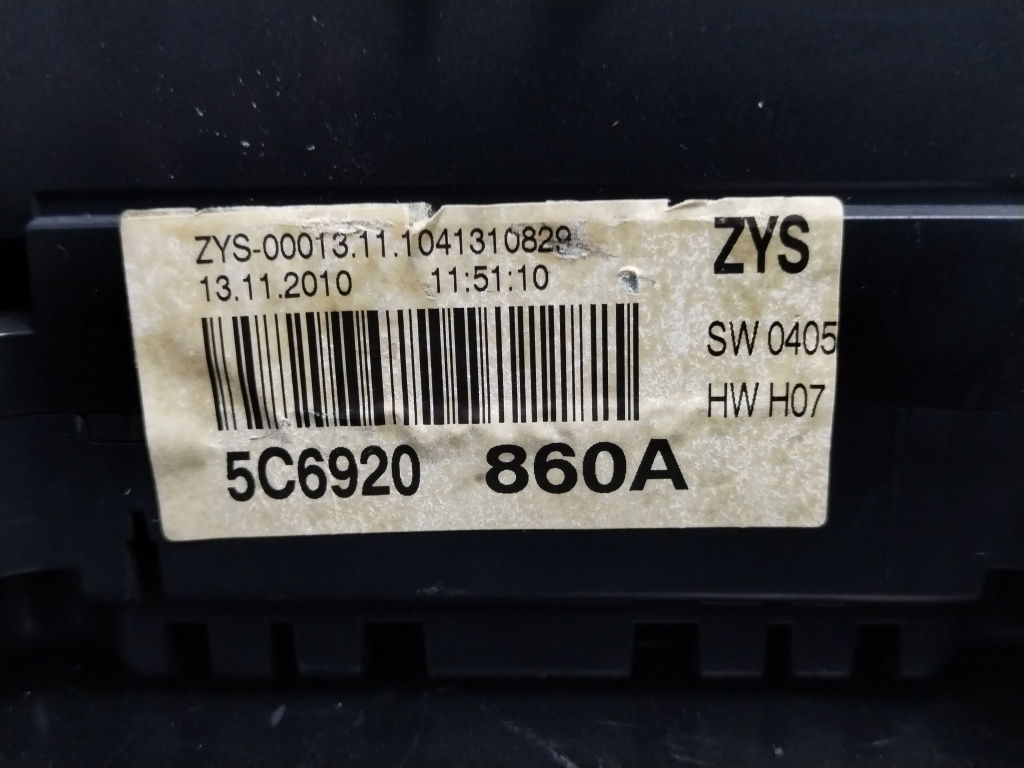 ZYS-00013.11.1041310829
13.11.2010 11:51:10
ZYS
SW 0405
HW H07
5C6920 860A